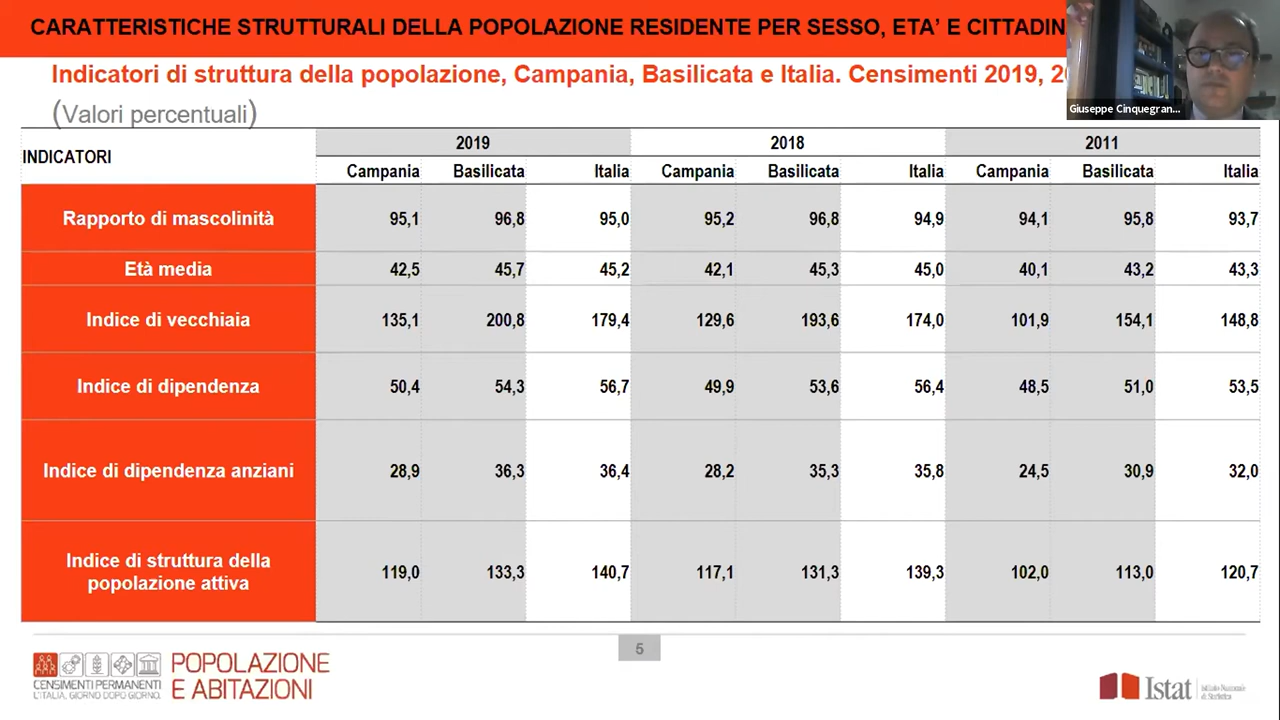 CARATTERISTICHE STRUTTURALI DELLA POPOLAZIONE RESIDENTE PER SESSO, ETA’ E CITTADIN
Indicatori di struttura della popolazione, Campania, Basilicata e Italia. Censimenti 2019, 2
(Valori percentuali)
Giuseppe Cinquegran...
INDICATORI
2019 2018 2011
Campania Basilicata Italia Campania Basilicata Italia Campania Basilicata Italia
Rapporto di mascolinità 95,1 96,8 95,0 95,2 96,8 94,9 94,1 95,8 93,7
Età media 42,5 45,7 45,2 42,1 45,3 45,0 40,1 43,2 43,3
Indice di vecchiaia 135,1 200,8 179,4 129,6 193,6 174,0 101,9 154,1 148,8
Indice di dipendenza 50,4 54,3 56,7 49,9 53,6 56,4 48,5 51,0 53,5
Indice di dipendenza anziani 28,9 36,3 36,4 28,2 35,3 35,8 24,5 30,9 32,0
Indice di struttura della
popolazione attiva 119,0 133,3 140,7 117,1 131,3 139,3 102,0 113,0 120,7
5
CENSIMENTI PERMANENTI
L'ITALIA. GIORNO DOPO GIORNO.
POPOLAZIONE
E ABITAZIONI
Istat
Istituto Nazionale
di Statistica